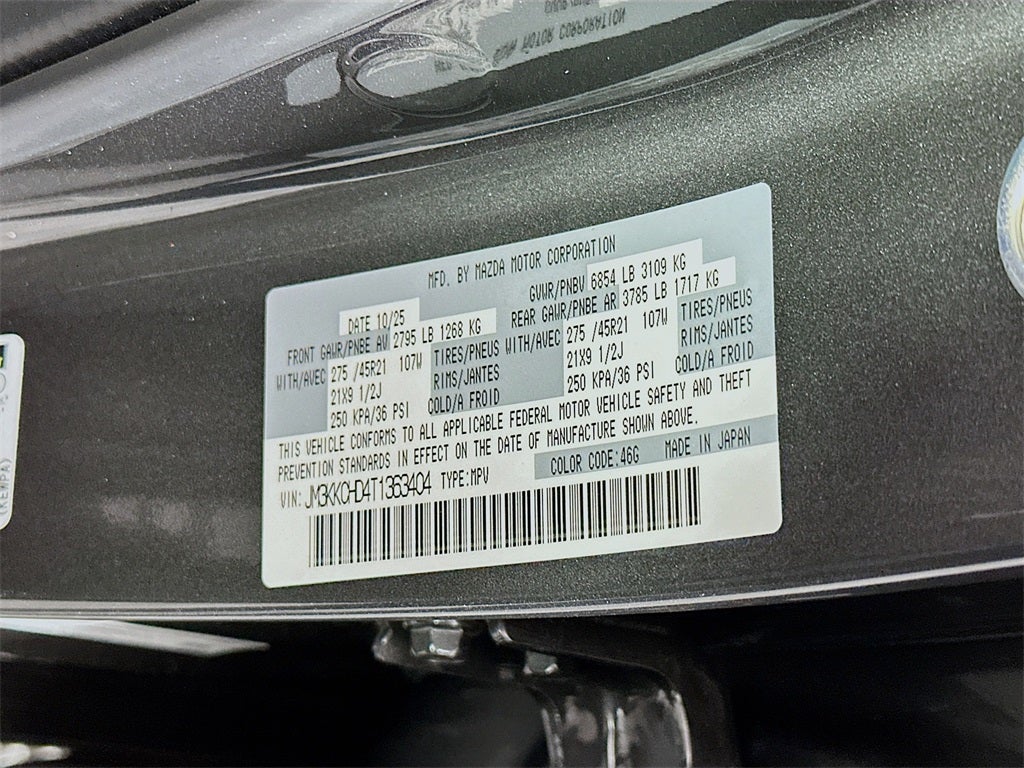 MFD. BY MAZDA MOTOR CORPORATION
DATE 10/25
GVWR/PNBV 6854 LB 3109 KG
FRONT GAWR/PNBE AV 2795 LB 1268 KG
REAR GAWR/PNBE AR 3785 LB 1717 KG
WITH/AVEC 275 /45R21 107W TIRES/PNEUS
21X9 1/2J RIMS/JANTES
250 KPA/36 PSI COLD/A FROID
WITH/AVEC 275 /45R21 107W TIRES/PNEUS
21X9 1/2J RIMS/JANTES
250 KPA/36 PSI COLD/A FROID
THIS VEHICLE CONFORMS TO ALL APPLICABLE FEDERAL MOTOR VEHICLE SAFETY AND THEFT
PREVENTION STANDARDS IN EFFECT ON THE DATE OF MANUFACTURE SHOWN ABOVE.
COLOR CODE:46G MADE IN JAPAN
VIN: JM3KKCHD4T1363404 TYPE:MPV